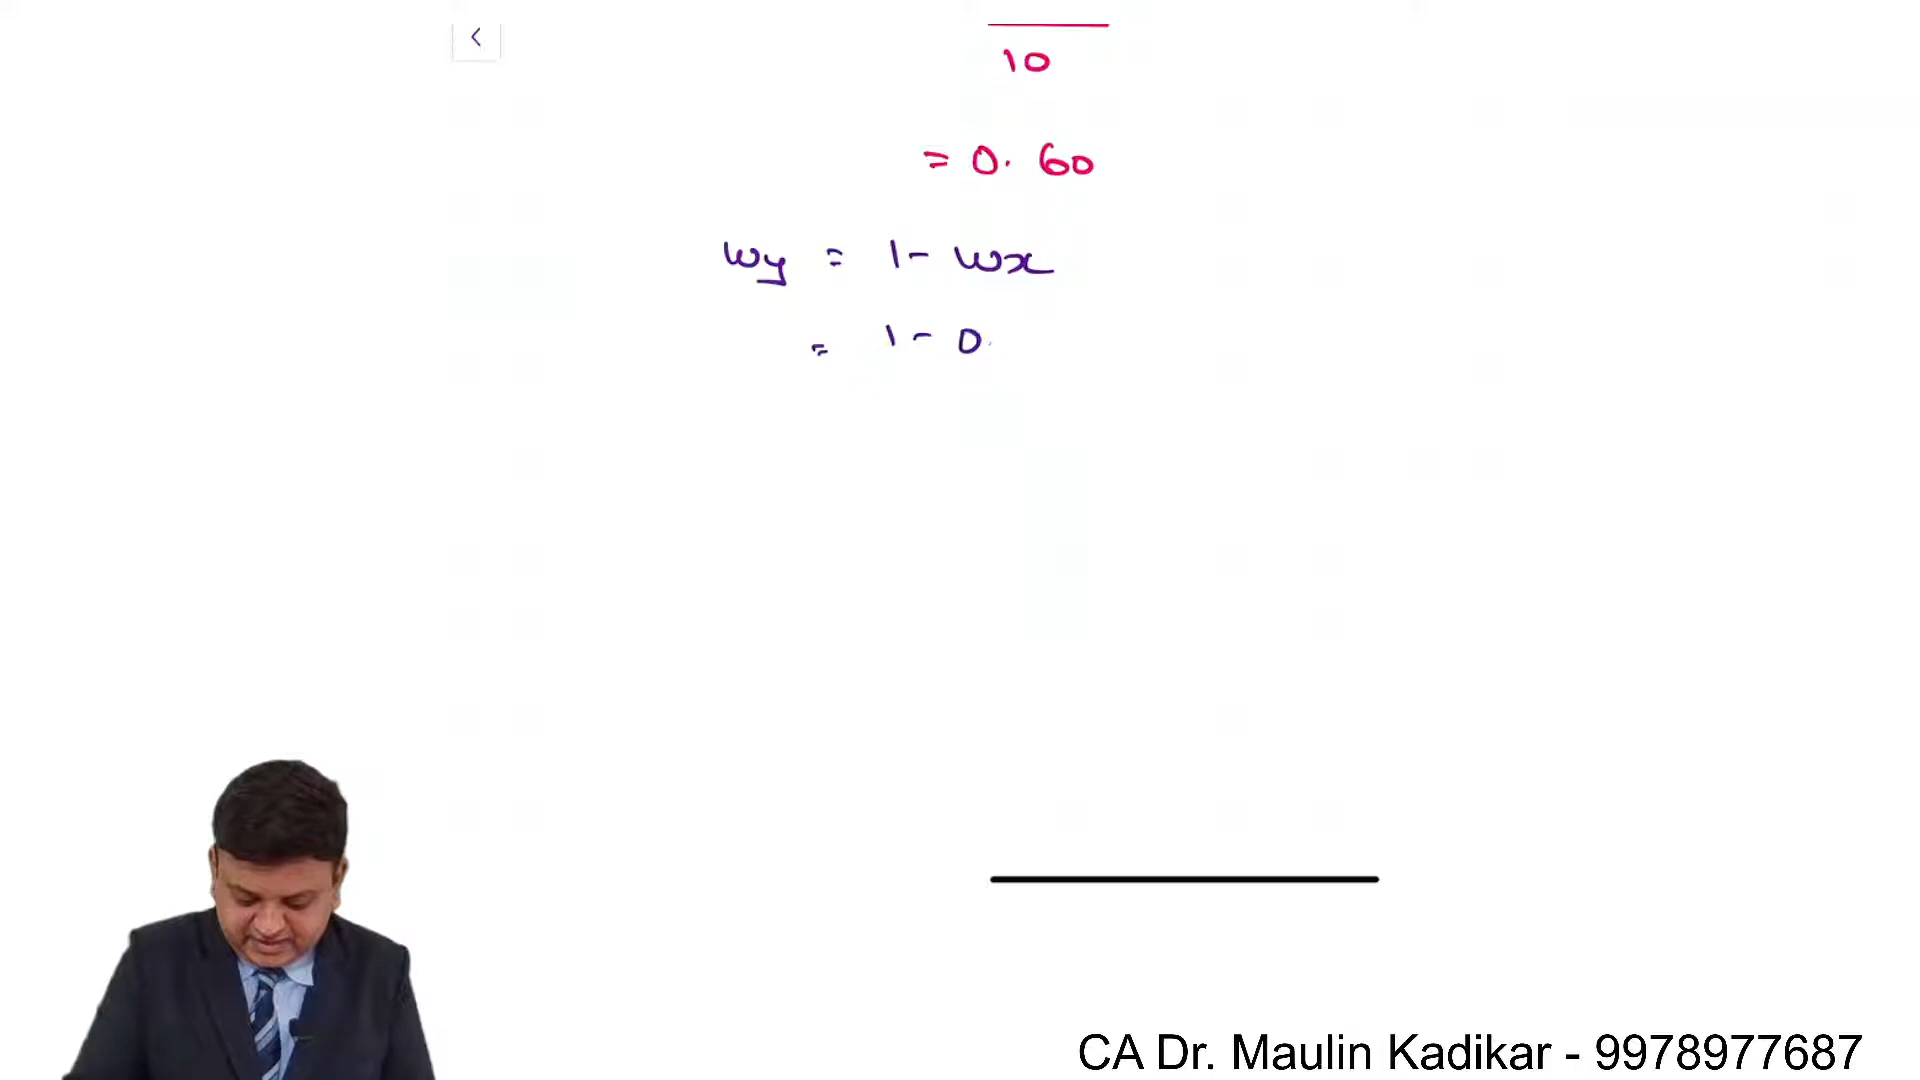 10
= 0.60
wy = 1 - wx
= 1 - 0.
CA Dr. Maulin Kadikar - 9978977687